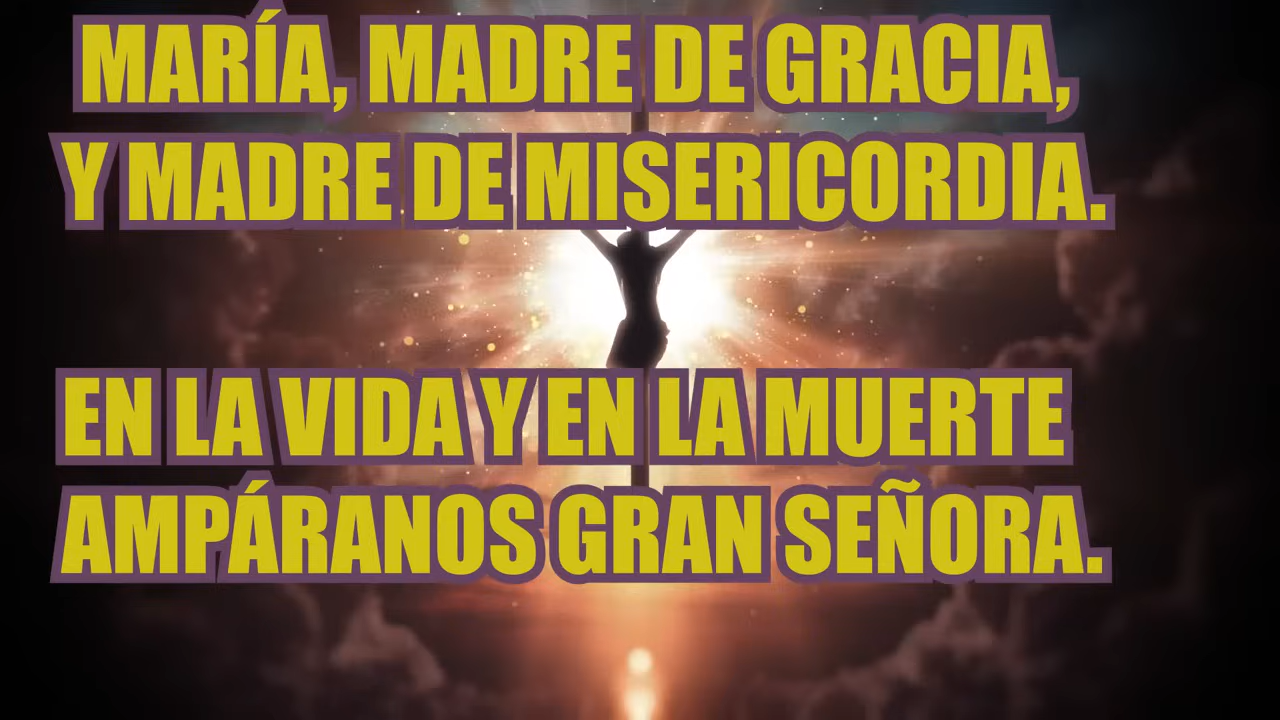 MARÍA, MADRE DE GRACIA,
Y MADRE DE MISERICORDIA.
EN LA VIDA Y EN LA MUERTE
AMPÁRANOS GRAN SEÑORA.